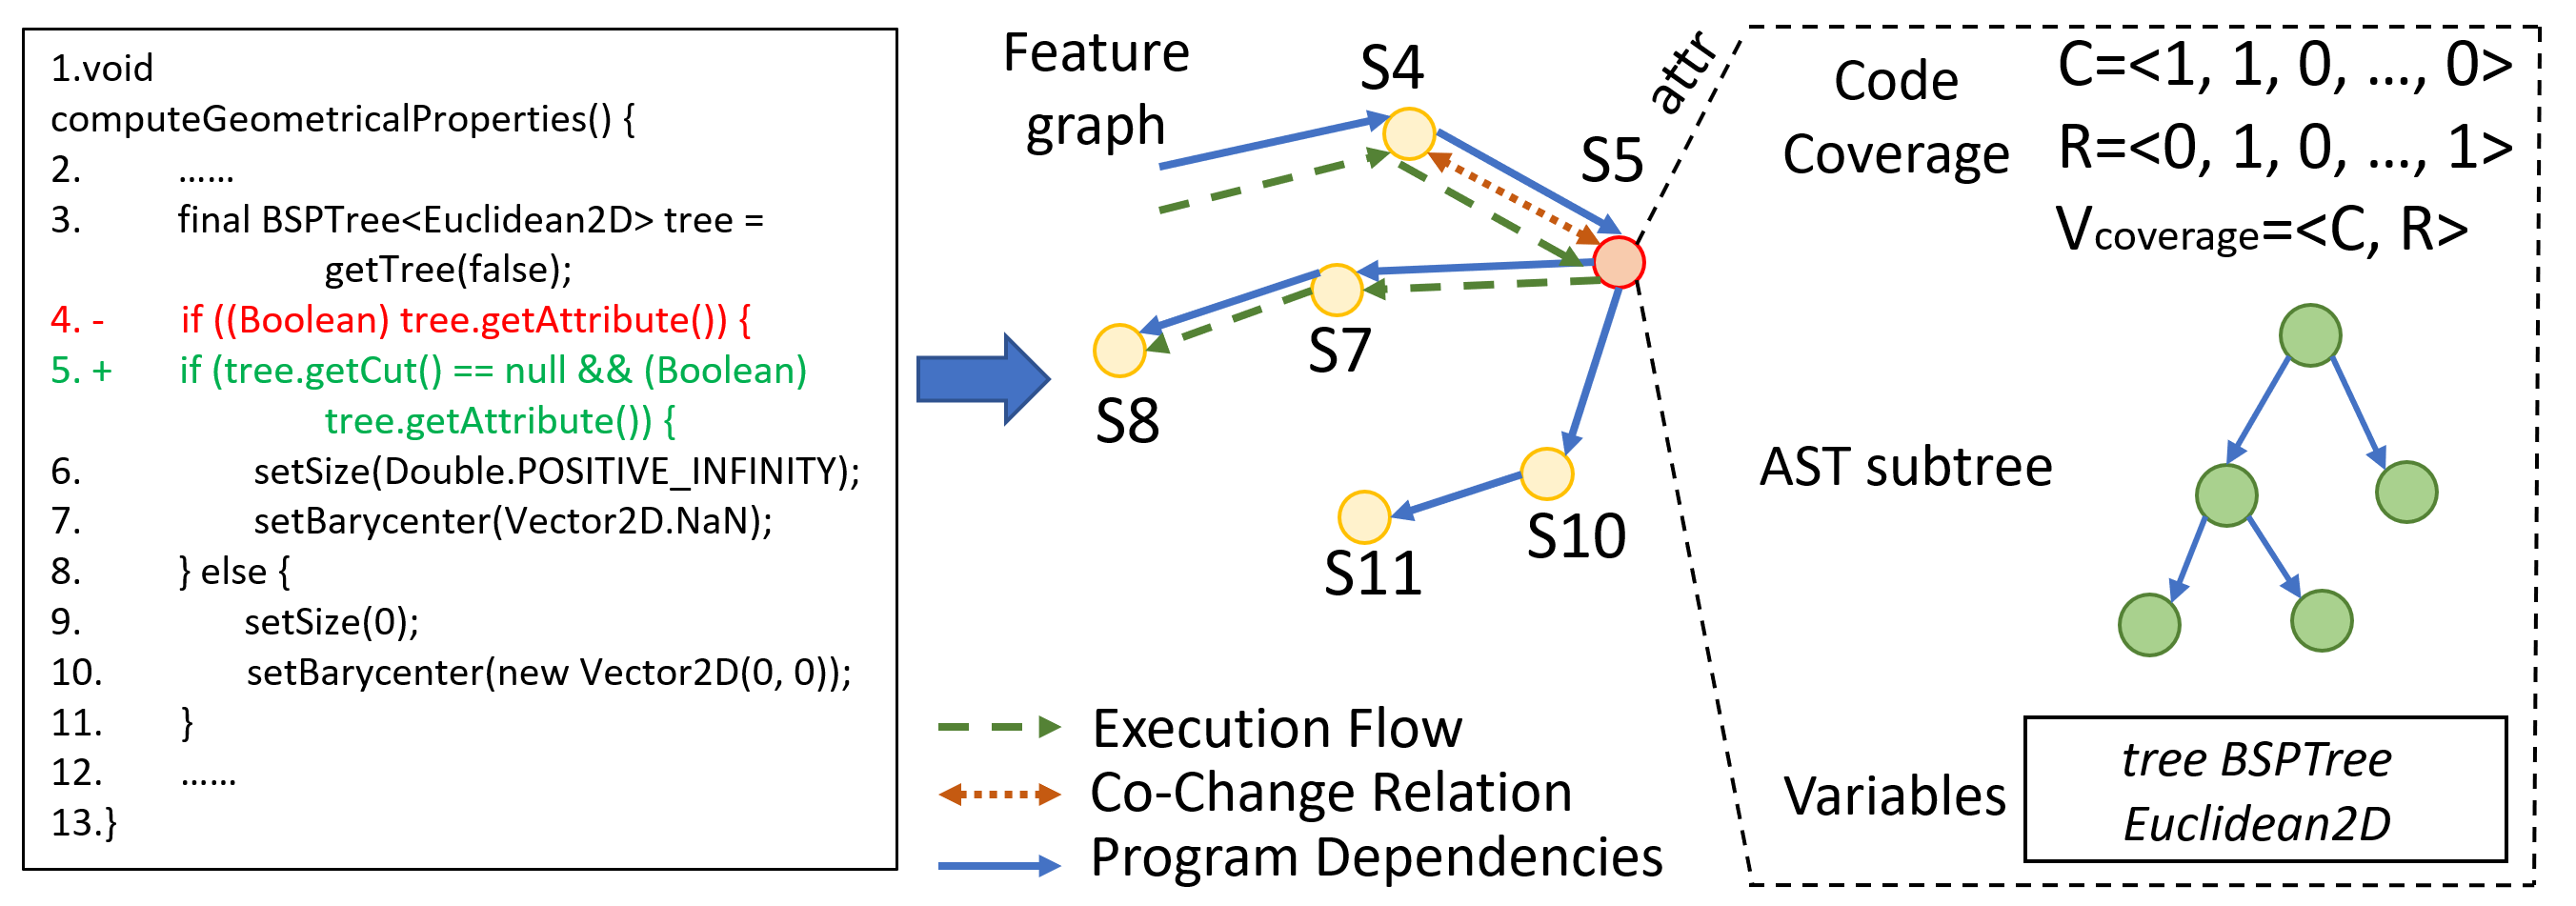 1.void
computeGeometricalProperties() {
2. ......
3. final BSPTree<Euclidean2D> tree =
getTree(false);
4. - if ((Boolean) tree.getAttribute()) {
5. + if (tree.getCut() == null && (Boolean)
tree.getAttribute()) {
6. setSize(Double.POSITIVE_INFINITY);
7. setBarycenter(Vector2D.NaN);
8. } else {
9. setSize(0);
10. setBarycenter(new Vector2D(0, 0));
11. }
12. ......
13.}
Feature
graph
S4
S5
S7
S8
S10
S11
attr
Execution Flow
Co-Change Relation
Program Dependencies
Code
Coverage
C=<1, 1, 0, ..., 0>
R=<0, 1, 0, ..., 1>
Vcoverage=<C, R>
AST subtree
Variables
tree BSPTree
Euclidean2D